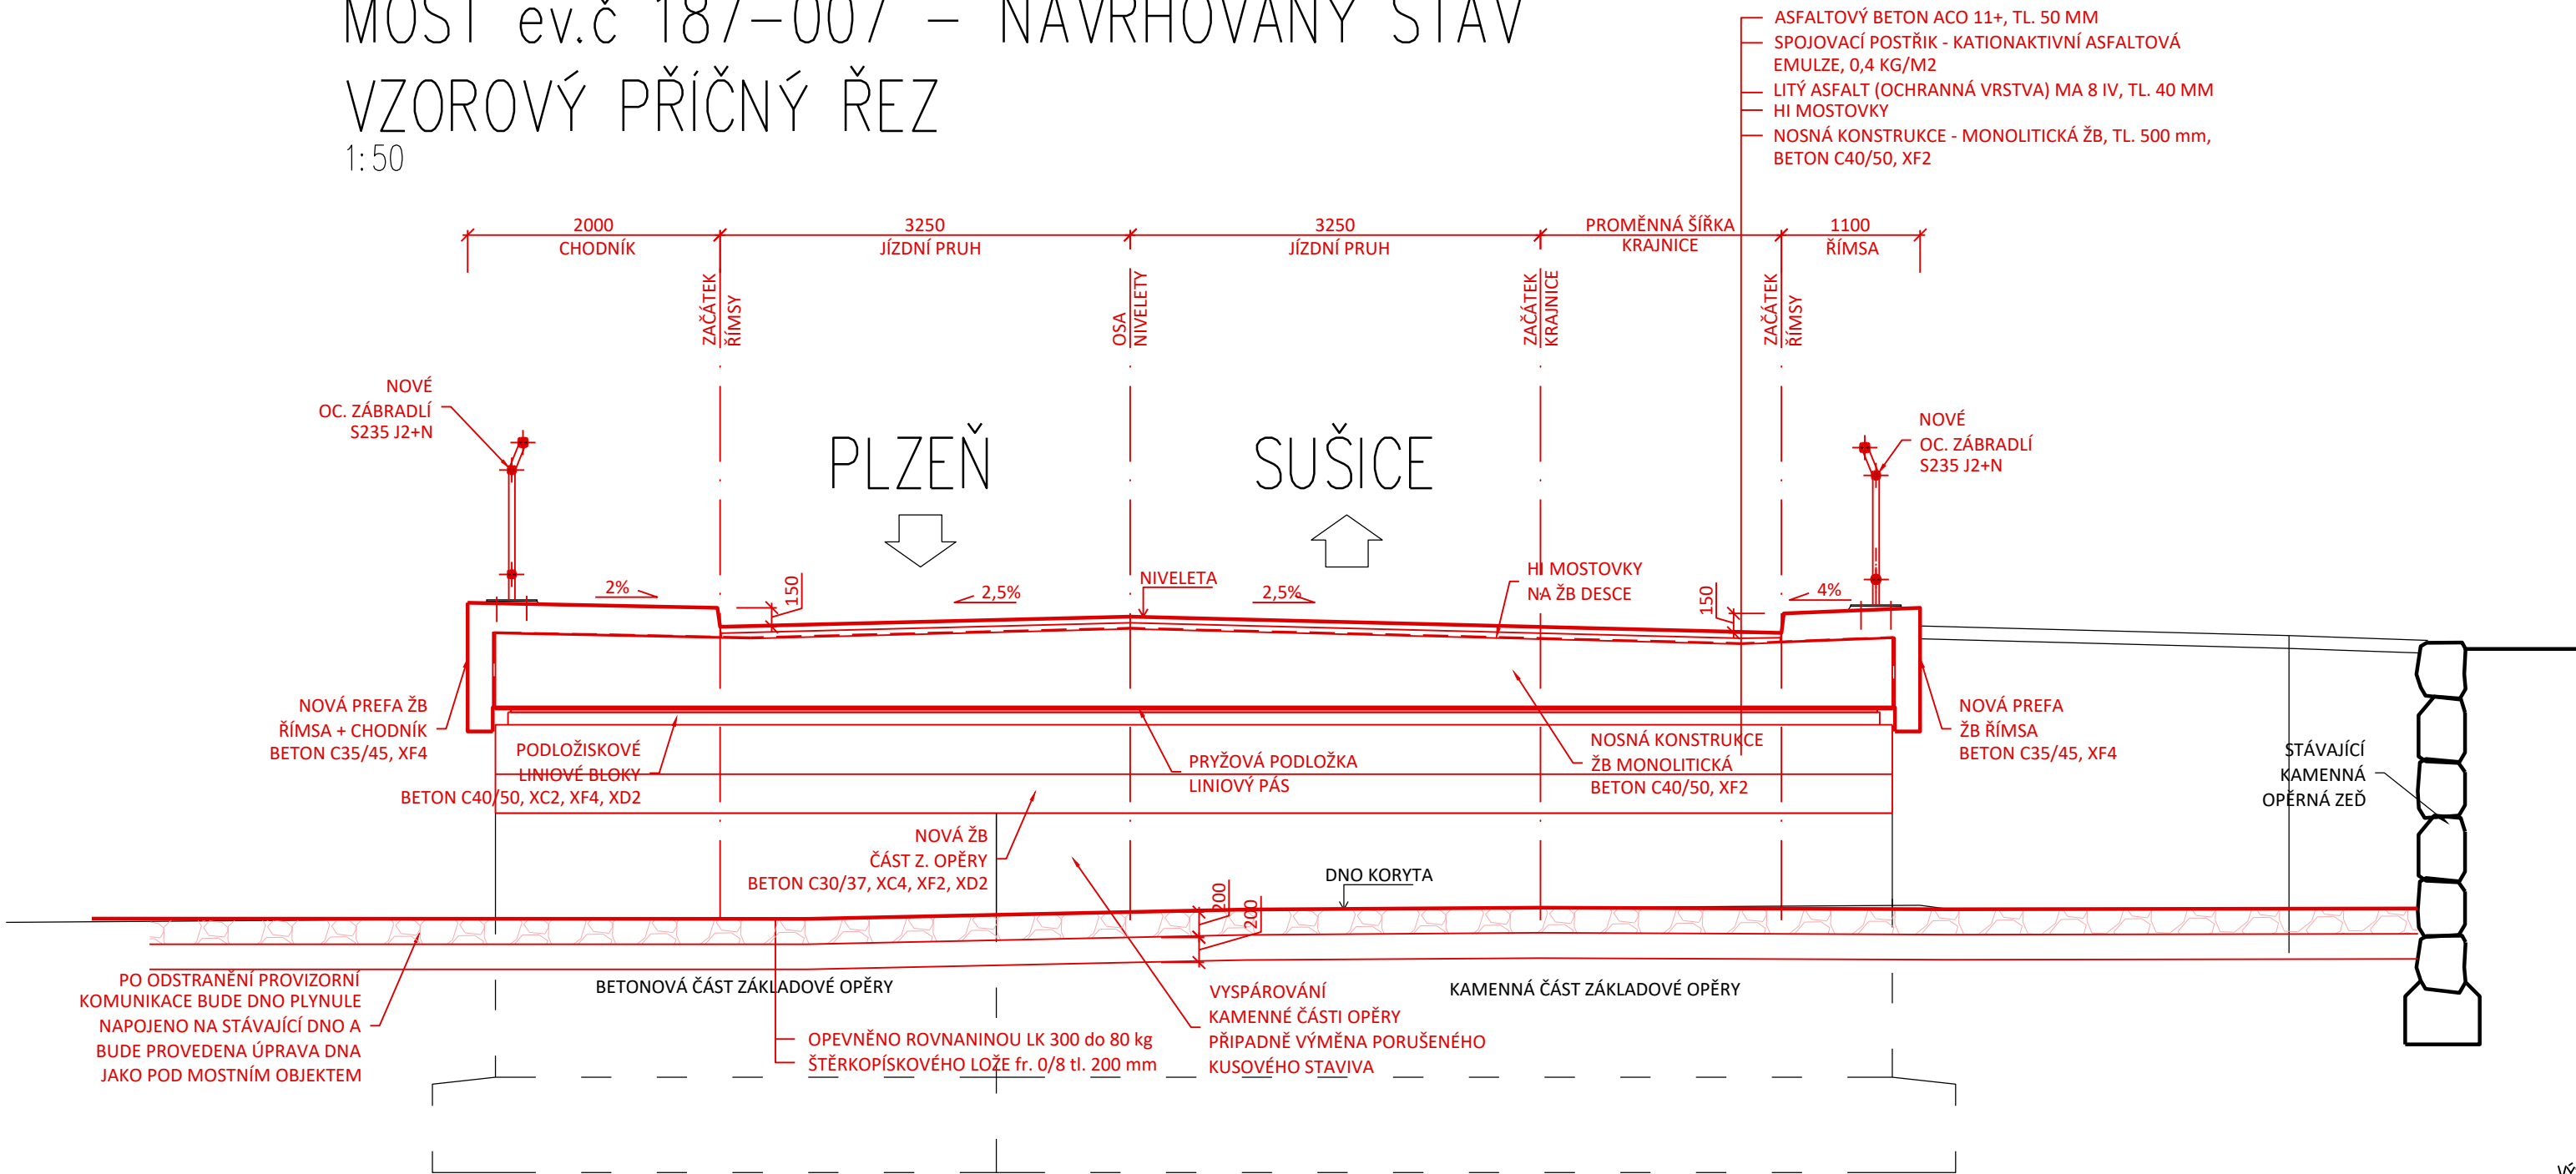 MOST ev.č 187-007 - NAVRHOVANÝ STAV
VZOROVÝ PŘÍČNÝ ŘEZ
1:50
ASFALTOVÝ BETON ACO 11+, TL. 50 MM
SPOJOVACÍ POSTŘIK - KATIONAKTIVNÍ ASFALTOVÁ
EMULZE, 0,4 KG/M2
LITÝ ASFALT (OCHRANNÁ VRSTVA) MA 8 IV, TL. 40 MM
HI MOSTOVKY
NOSNÁ KONSTRUKCE - MONOLITICKÁ ŽB, TL. 500 mm,
BETON C40/50, XF2
2000
CHODNÍK
3250
JÍZDNÍ PRUH
3250
JÍZDNÍ PRUH
PROMĚNNÁ ŠÍŘKA
KRAJNICE
1100
ŘÍMSA
ZAČÁTEK
ŘÍMSY
OSA
NIVELETY
ZAČÁTEK
KRAJNICE
ZAČÁTEK
ŘÍMSY
NOVÉ
OC. ZÁBRADLÍ
S235 J2+N
PLZEŇ
SUŠICE
NOVÉ
OC. ZÁBRADLÍ
S235 J2+N
2%
150
2,5%
NIVELETA
2,5%
HI MOSTOVKY
NA ŽB DESCE
150
4%
NOVÁ PREFA ŽB
ŘÍMSA + CHODNÍK
BETON C35/45, XF4
PODLOŽISKOVÉ
LINIOVÉ BLOKY
BETON C40/50, XC2, XF4, XD2
PRYŽOVÁ PODLOŽKA
LINIOVÝ PÁS
NOSNÁ KONSTRUKCE
ŽB MONOLITICKÁ
BETON C40/50, XF2
NOVÁ PREFA
ŽB ŘÍMSA
BETON C35/45, XF4
STÁVAJÍCÍ
KAMENNÁ
OPĚRNÁ ZEĎ
NOVÁ ŽB
ČÁST Z. OPĚRY
BETON C30/37, XC4, XF2, XD2
DNO KORYTA
200
200
PO ODSTRANĚNÍ PROVIZORNÍ
KOMUNIKACE BUDE DNO PLYNULE
NAPOJENO NA STÁVAJÍCÍ DNO A
BUDE PROVEDENA ÚPRAVA DNA
JAKO POD MOSTNÍM OBJEKTEM
BETONOVÁ ČÁST ZÁKLADOVÉ OPĚRY
OPEVNĚNO ROVNANINOU LK 300 do 80 kg
ŠTĚRKOPÍSKOVÉHO LOŽE fr. 0/8 tl. 200 mm
VYSPÁROVÁNÍ
KAMENNÉ ČÁSTI OPĚRY
PŘIPADNĚ VÝMĚNA PORUŠENÉHO
KUSOVÉHO STAVIVA
KAMENNÁ ČÁST ZÁKLADOVÉ OPĚRY